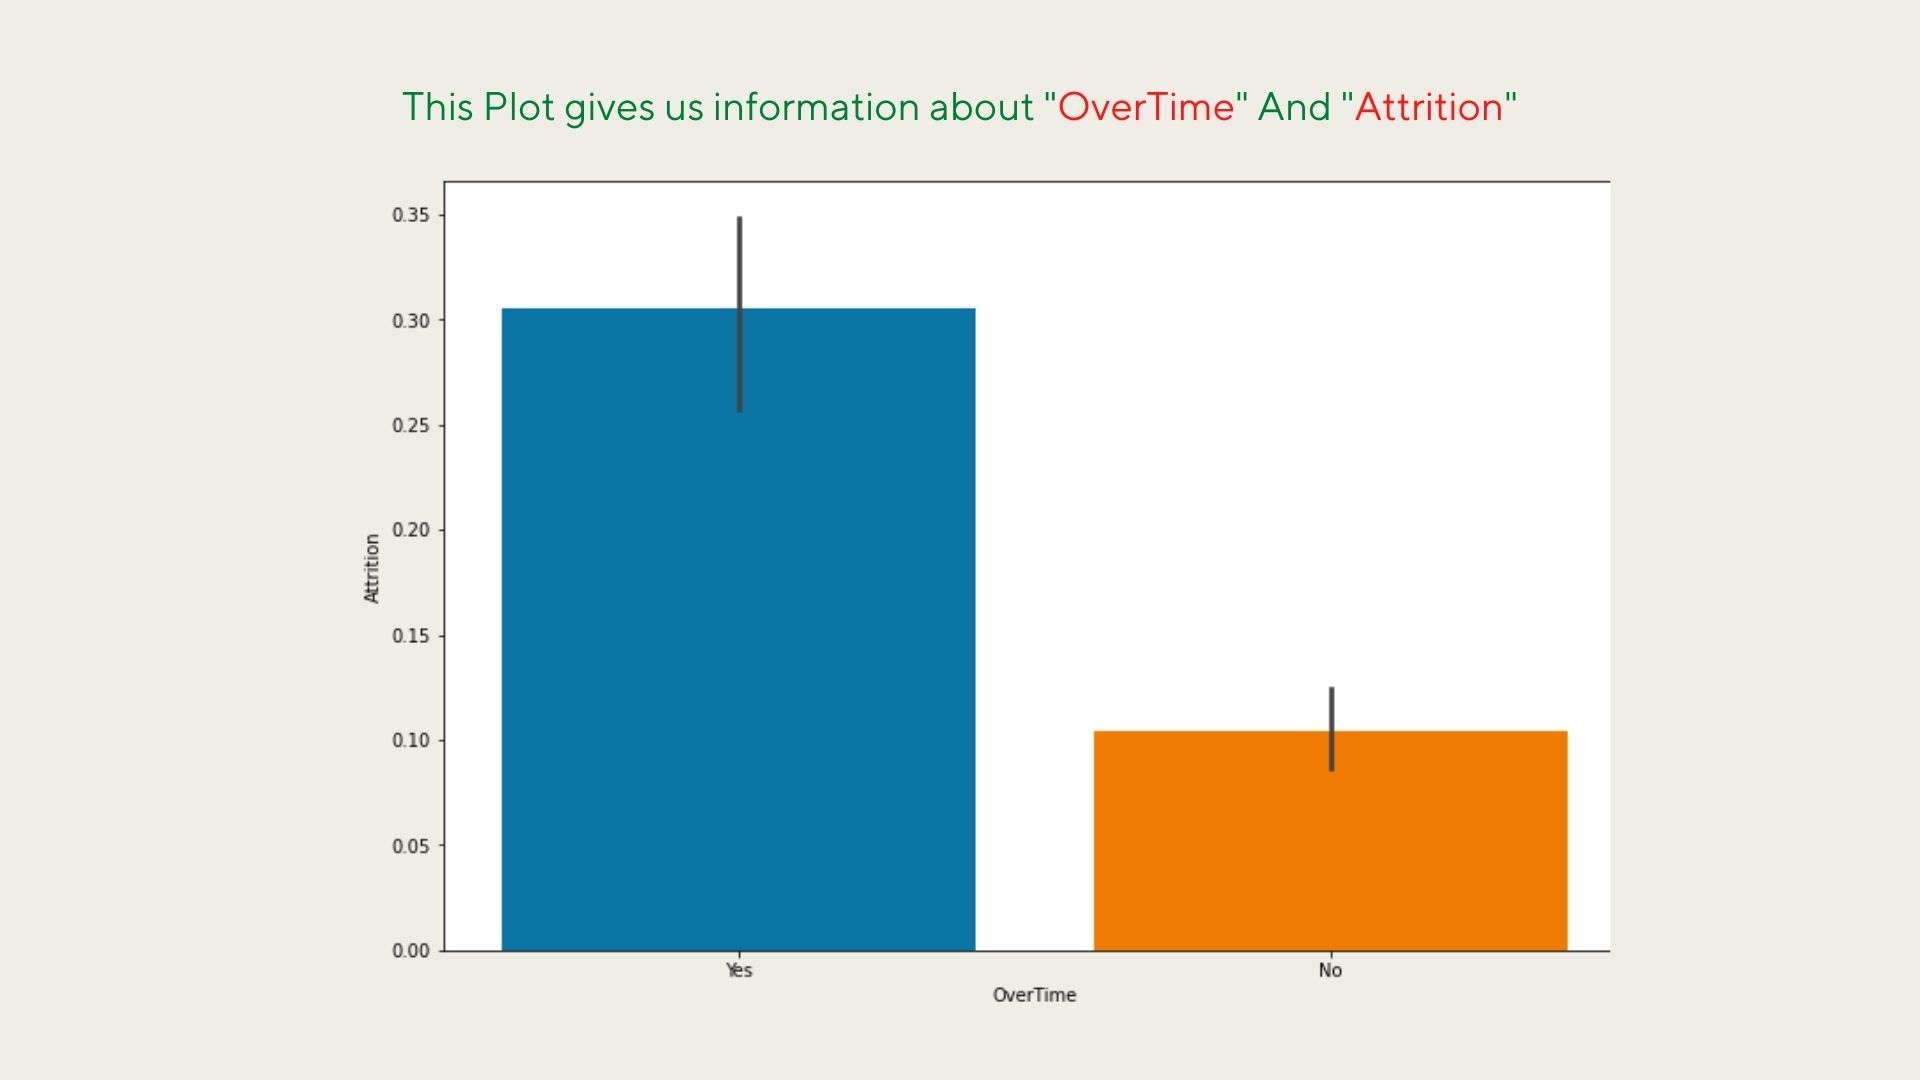 This Plot gives us information about "OverTime" And "Attrition"
0.35
0.30
0.25
0.20
0.15
0.10
0.05
0.00
Attrition
Yes
No
OverTime